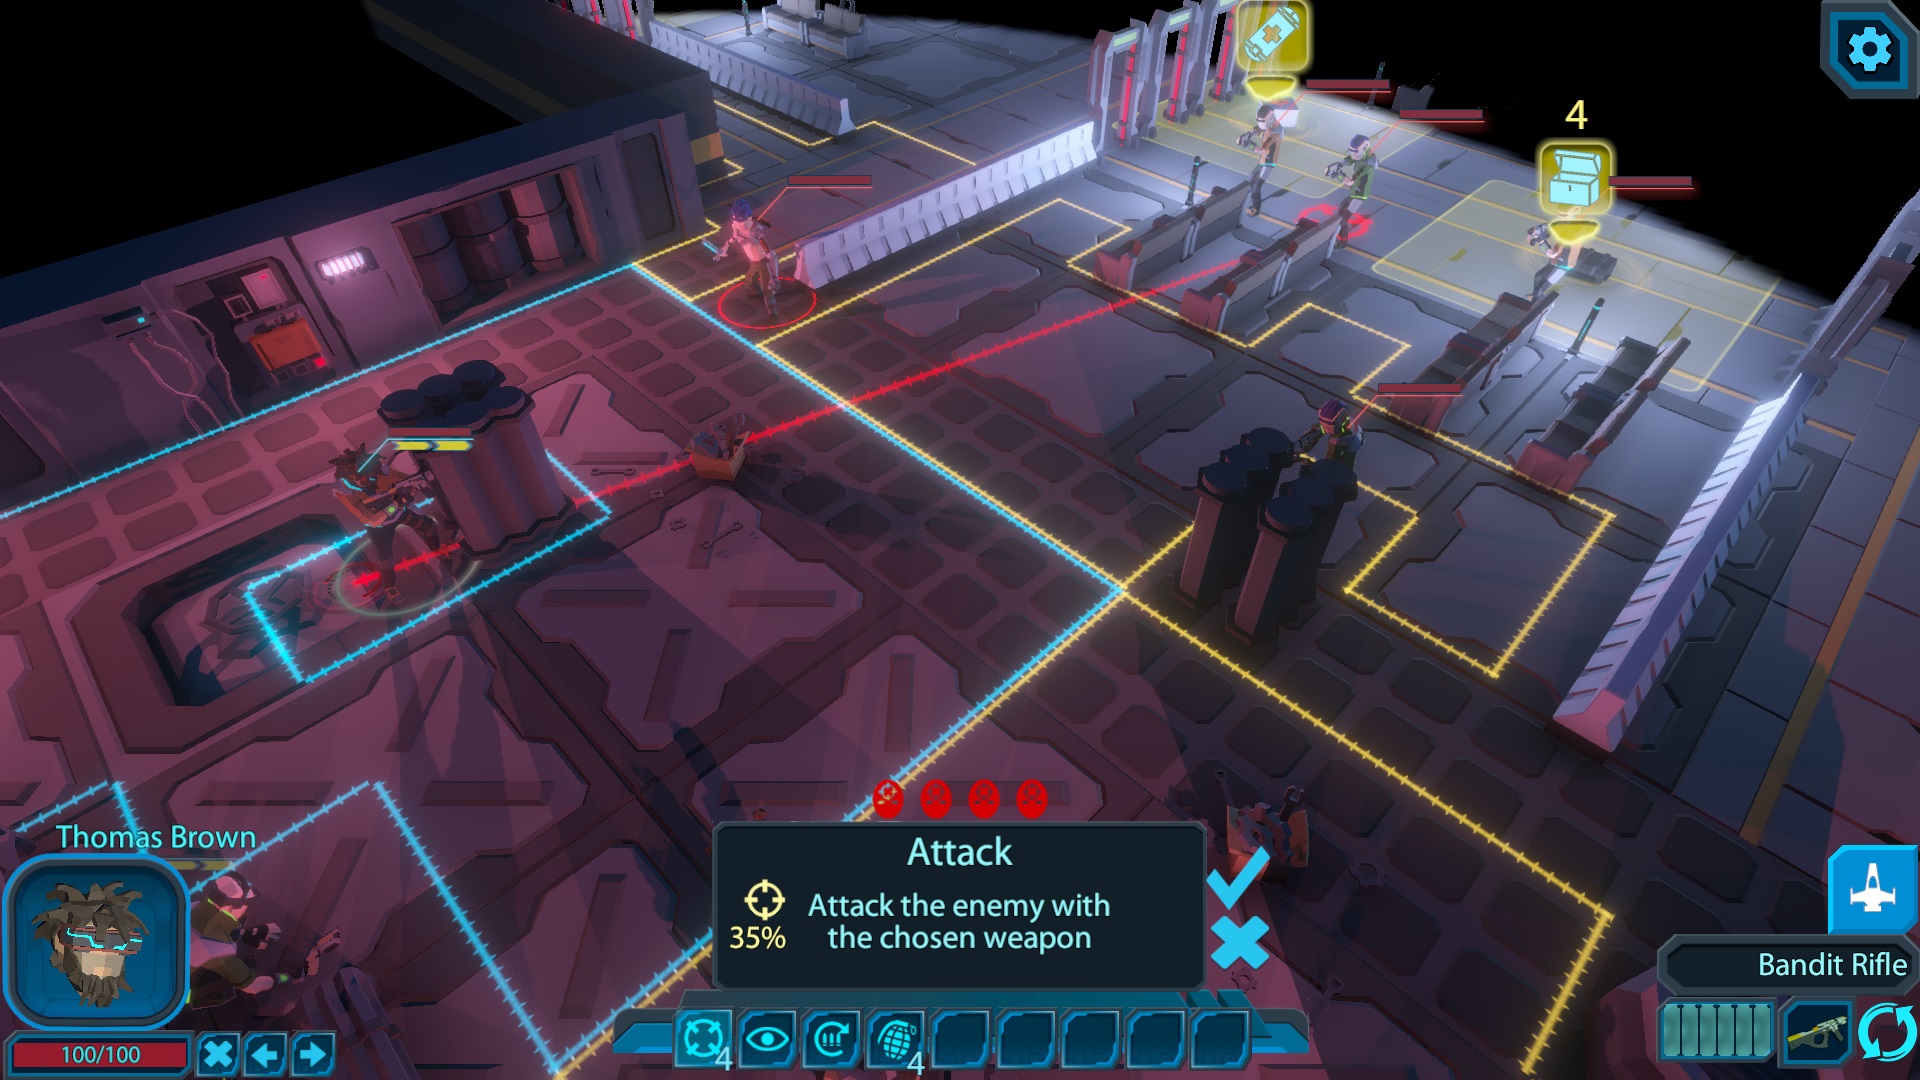 4
Thomas Brown
Attack
35%
Attack the enemy with
the chosen weapon
Bandit Rifle
100/100
4
4